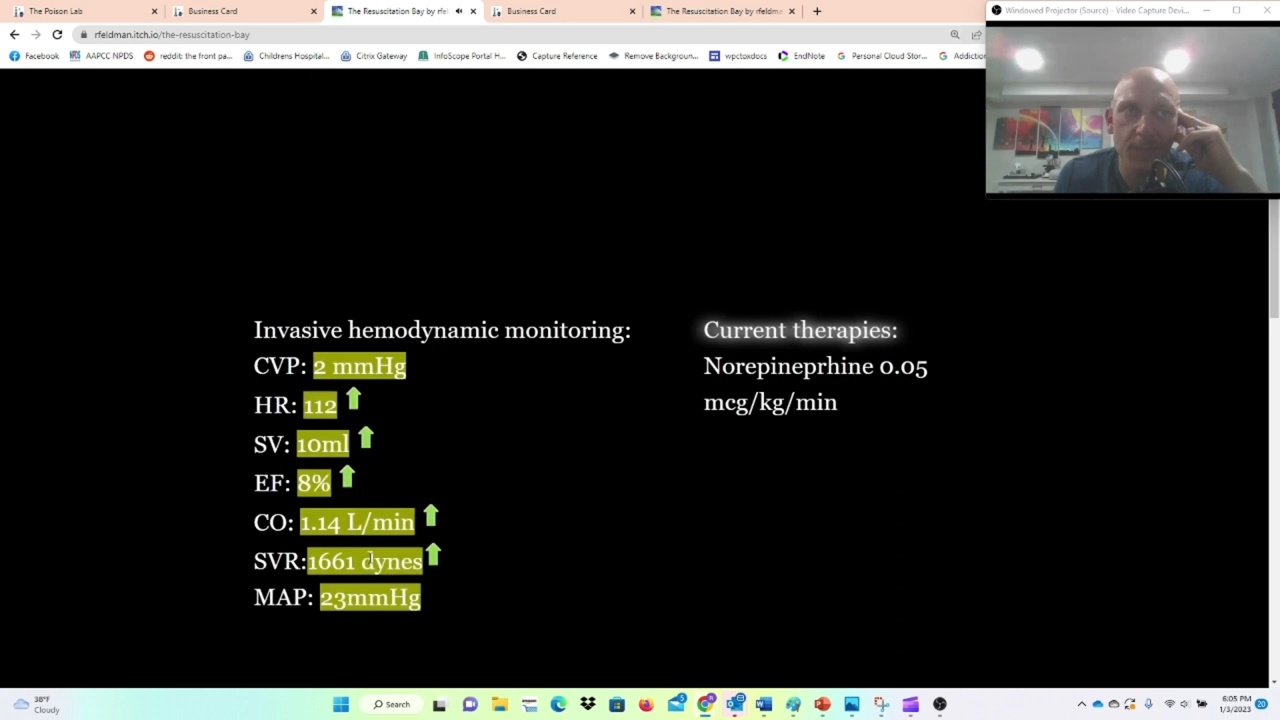 The Poison Lab
Business Card
The Resuscitation Bay by rfel
Business Card
The Resuscitation Bay by rfeldm
Windowed Projector (Source) - Video Capture Devi...
rfeldman.itch.io/the-resuscitation-bay
Facebook
AAPCC NPDS
reddit: the front pa...
Childrens Hospital...
Citrix Gateway
InfoScope Portal H...
Capture Reference
Remove Backgroun...
wpctoxdocs
EndNote
Personal Cloud Stor...
Addiction
Invasive hemodynamic monitoring:
CVP: 2 mmHg
HR: 112
SV: 10ml
EF: 8%
CO: 1.14 L/min
SVR:1661 dynes
MAP: 23mmHg
Current therapies:
Norepineprhine 0.05
mcg/kg/min
38°F
Cloudy
Search
6:05 PM
1/3/2023
20